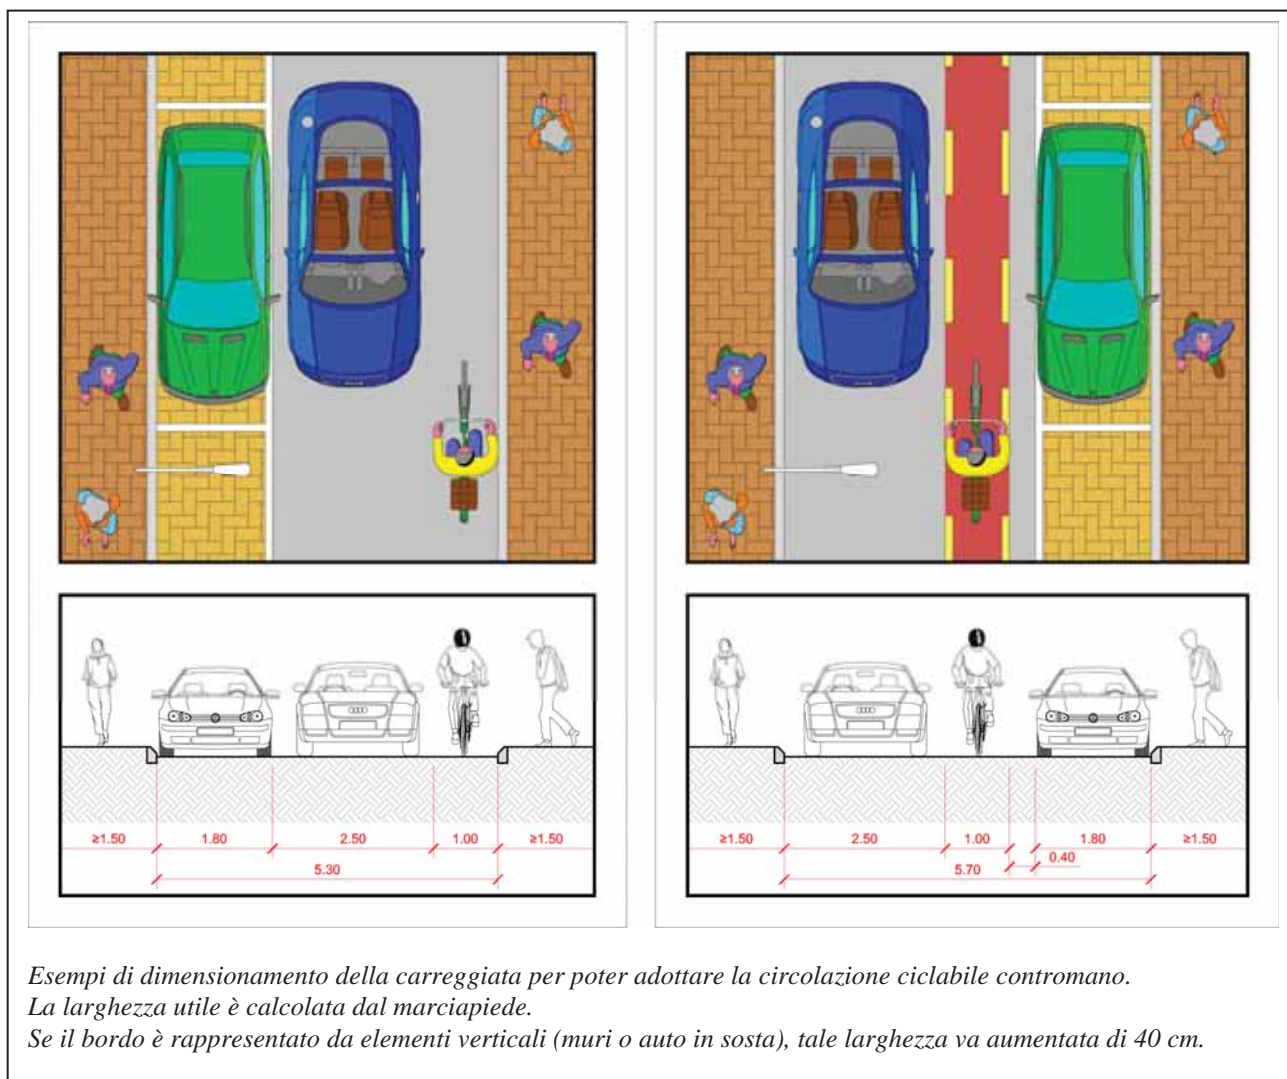 ≥1.50 1.80 2.50 1.00 ≥1.50
5.30
≥1.50 2.50 1.00 1.80 ≥1.50
5.70 0.40
Esempi di dimensionamento della carreggiata per poter adottare la circolazione ciclabile contromano.
La larghezza utile è calcolata dal marciapiede.
Se il bordo è rappresentato da elementi verticali (muri o auto in sosta), tale larghezza va aumentata di 40 cm.